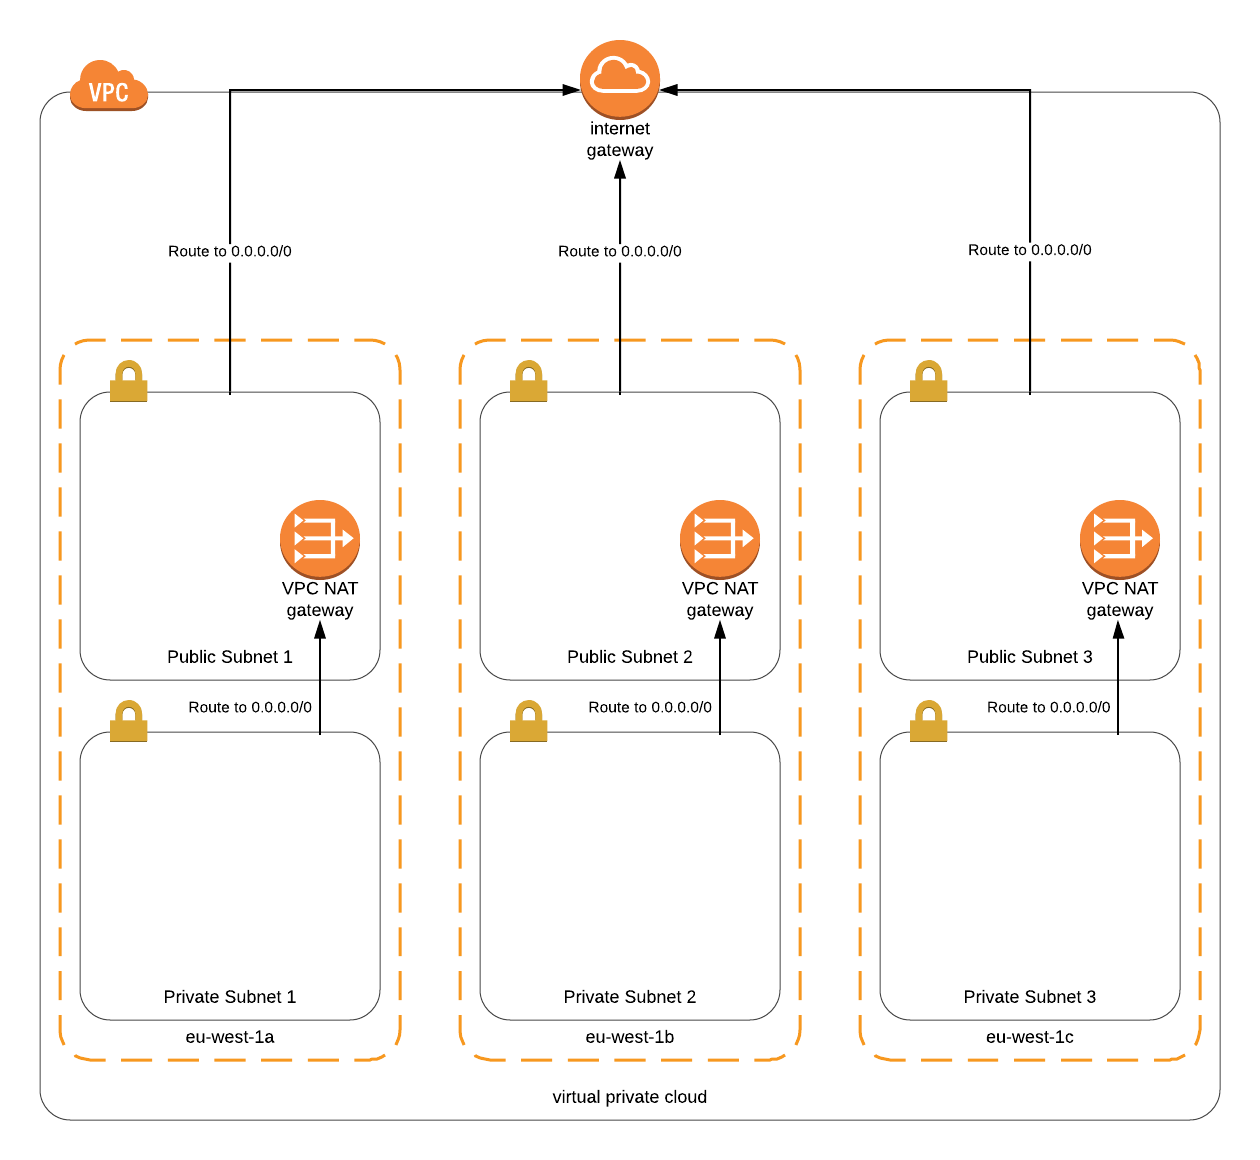 VPC
internet
gateway
Route to 0.0.0.0/0
Route to 0.0.0.0/0
Route to 0.0.0.0/0
VPC NAT
gateway
VPC NAT
gateway
VPC NAT
gateway
Public Subnet 1
Public Subnet 2
Public Subnet 3
Route to 0.0.0.0/0
Route to 0.0.0.0/0
Route to 0.0.0.0/0
Private Subnet 1
Private Subnet 2
Private Subnet 3
eu-west-1a
eu-west-1b
eu-west-1c
virtual private cloud